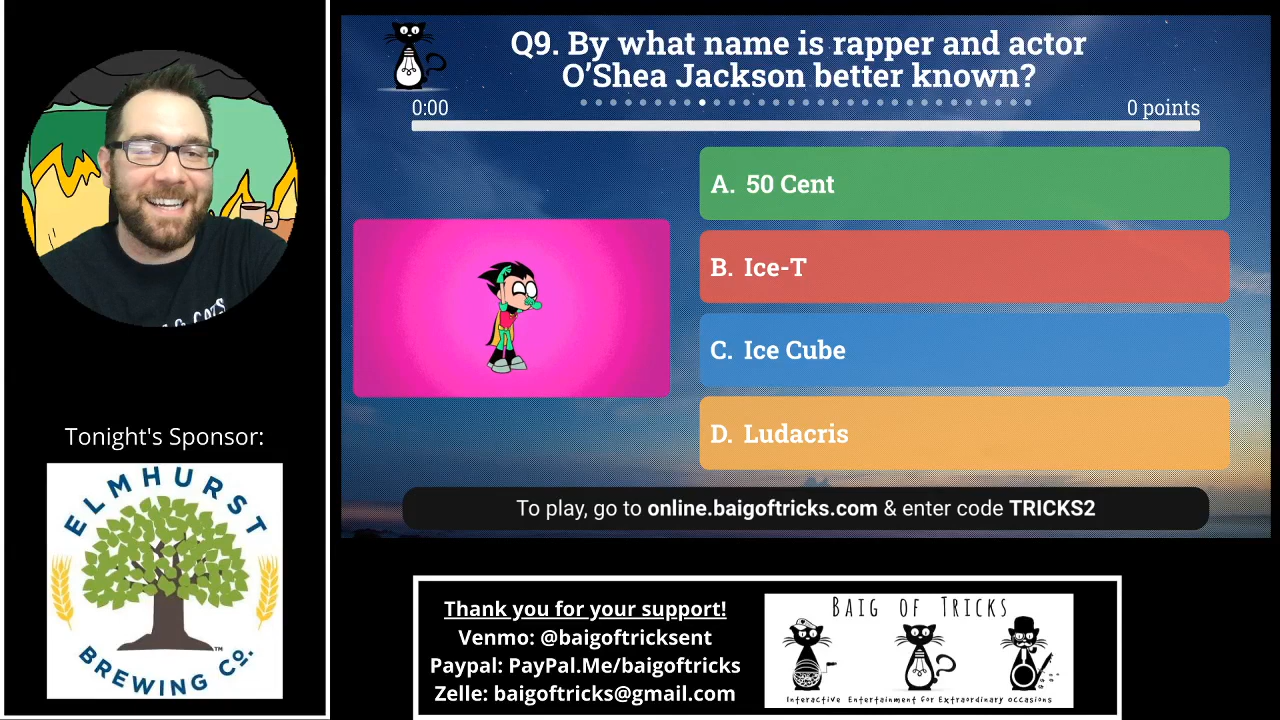 Q9. By what name is rapper and actor
O'Shea Jackson better known?
0:00
0 points
A. 50 Cent
B. Ice-T
C. Ice Cube
D. Ludacris
To play, go to online.baigoftricks.com & enter code TRICKS2
Tonight's Sponsor:
ELMHURST
BREWING CO.
TM
Thank you for your support!
Venmo: @baigoftricksent
Paypal: PayPal.Me/baigoftricks
Zelle: baigoftricks@gmail.com
BAIG OF TRICKS
Interactive Entertainment for Extraordinary occasions